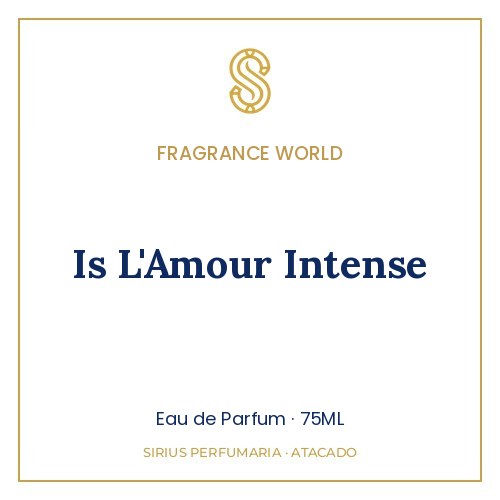 FRAGRANCE WORLD
Is L'Amour Intense
Eau de Parfum · 75ML
SIRIUS PERFUMARIA · ATACADO